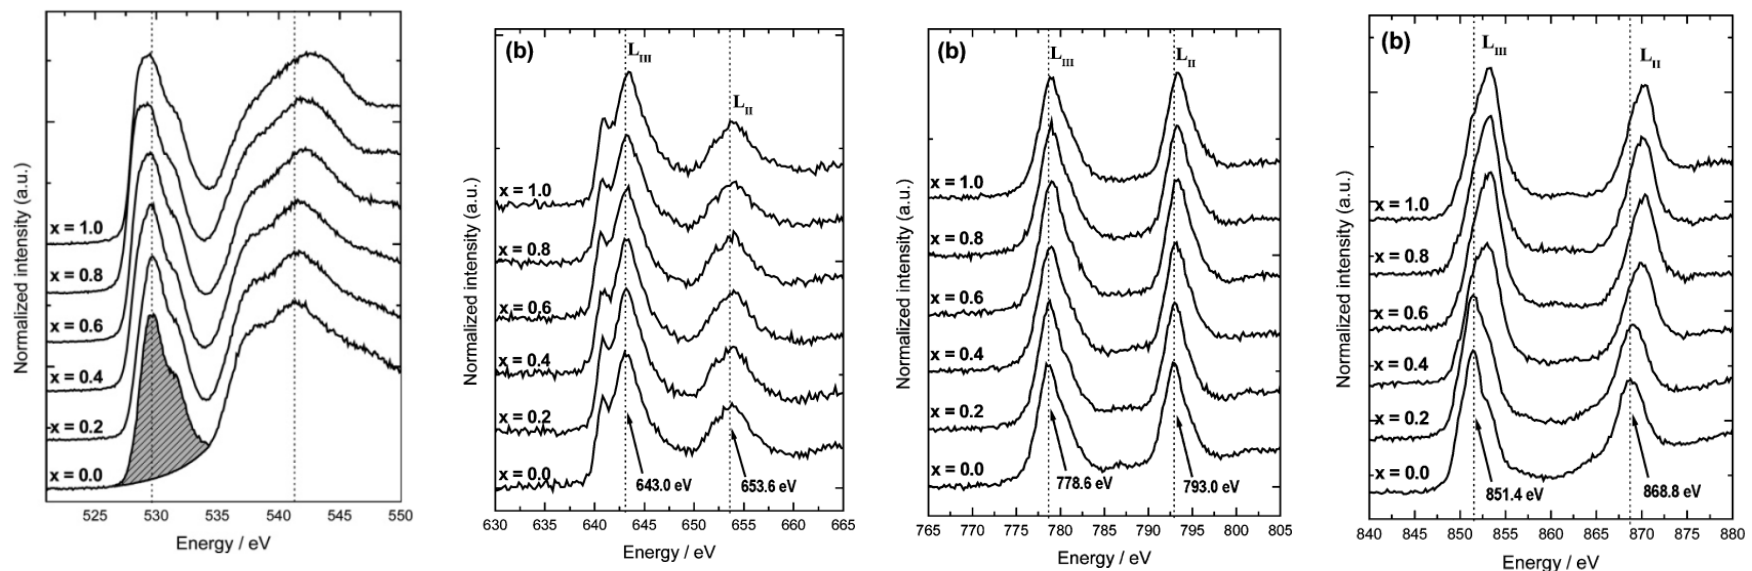 Normalized intensity (a.u.)
x = 1.0
x = 0.8
x = 0.6
x = 0.4
x = 0.2
x = 0.0
525 530 535 540 545 550
Energy / eV
(b)
L_III
L_II
Normalized intensity (a.u.)
x = 1.0
x = 0.8
x = 0.6
x = 0.4
x = 0.2
x = 0.0
643.0 eV
653.6 eV
630 635 640 645 650 655 660 665
Energy / eV
(b)
L_III
L_II
Normalized intensity (a.u.)
x = 1.0
x = 0.8
x = 0.6
x = 0.4
x = 0.2
x = 0.0
778.6 eV
793.0 eV
765 770 775 780 785 790 795 800 805
Energy / eV
(b)
L_III
L_II
Normalized intensity (a.u.)
x = 1.0
x = 0.8
x = 0.6
x = 0.4
x = 0.2
x = 0.0
851.4 eV
868.8 eV
840 845 850 855 860 865 870 875 880
Energy / eV